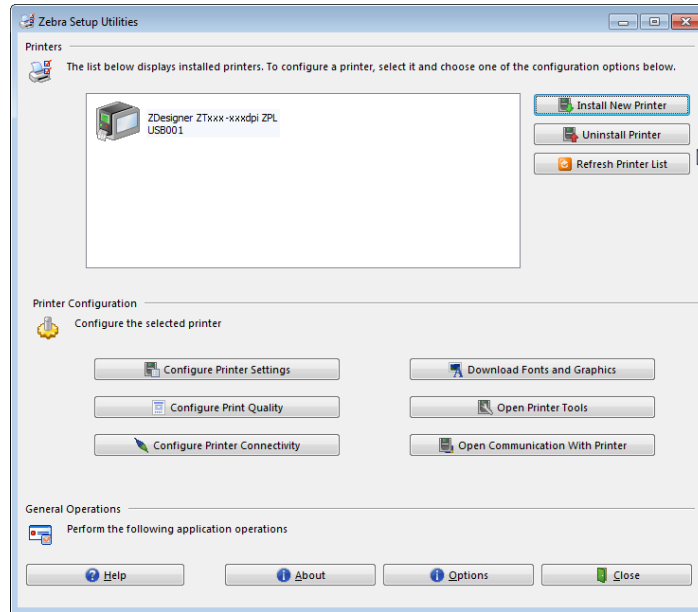 Zebra Setup Utilities
Printers
The list below displays installed printers. To configure a printer, select it and choose one of the configuration options below.
ZDesigner ZTxxx-xxxdpi ZPL
USB001
Install New Printer
Uninstall Printer
Refresh Printer List
Printer Configuration
Configure the selected printer
Configure Printer Settings
Download Fonts and Graphics
Configure Print Quality
Open Printer Tools
Configure Printer Connectivity
Open Communication With Printer
General Operations
Perform the following application operations
Help
About
Options
Close